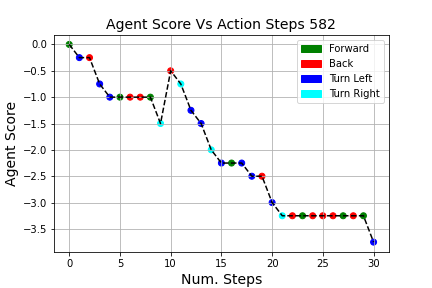 Agent Score Vs Action Steps 582
Agent Score
0.0
−0.5
−1.0
−1.5
−2.0
−2.5
−3.0
−3.5
Forward
Back
Turn Left
Turn Right
0 5 10 15 20 25 30
Num. Steps